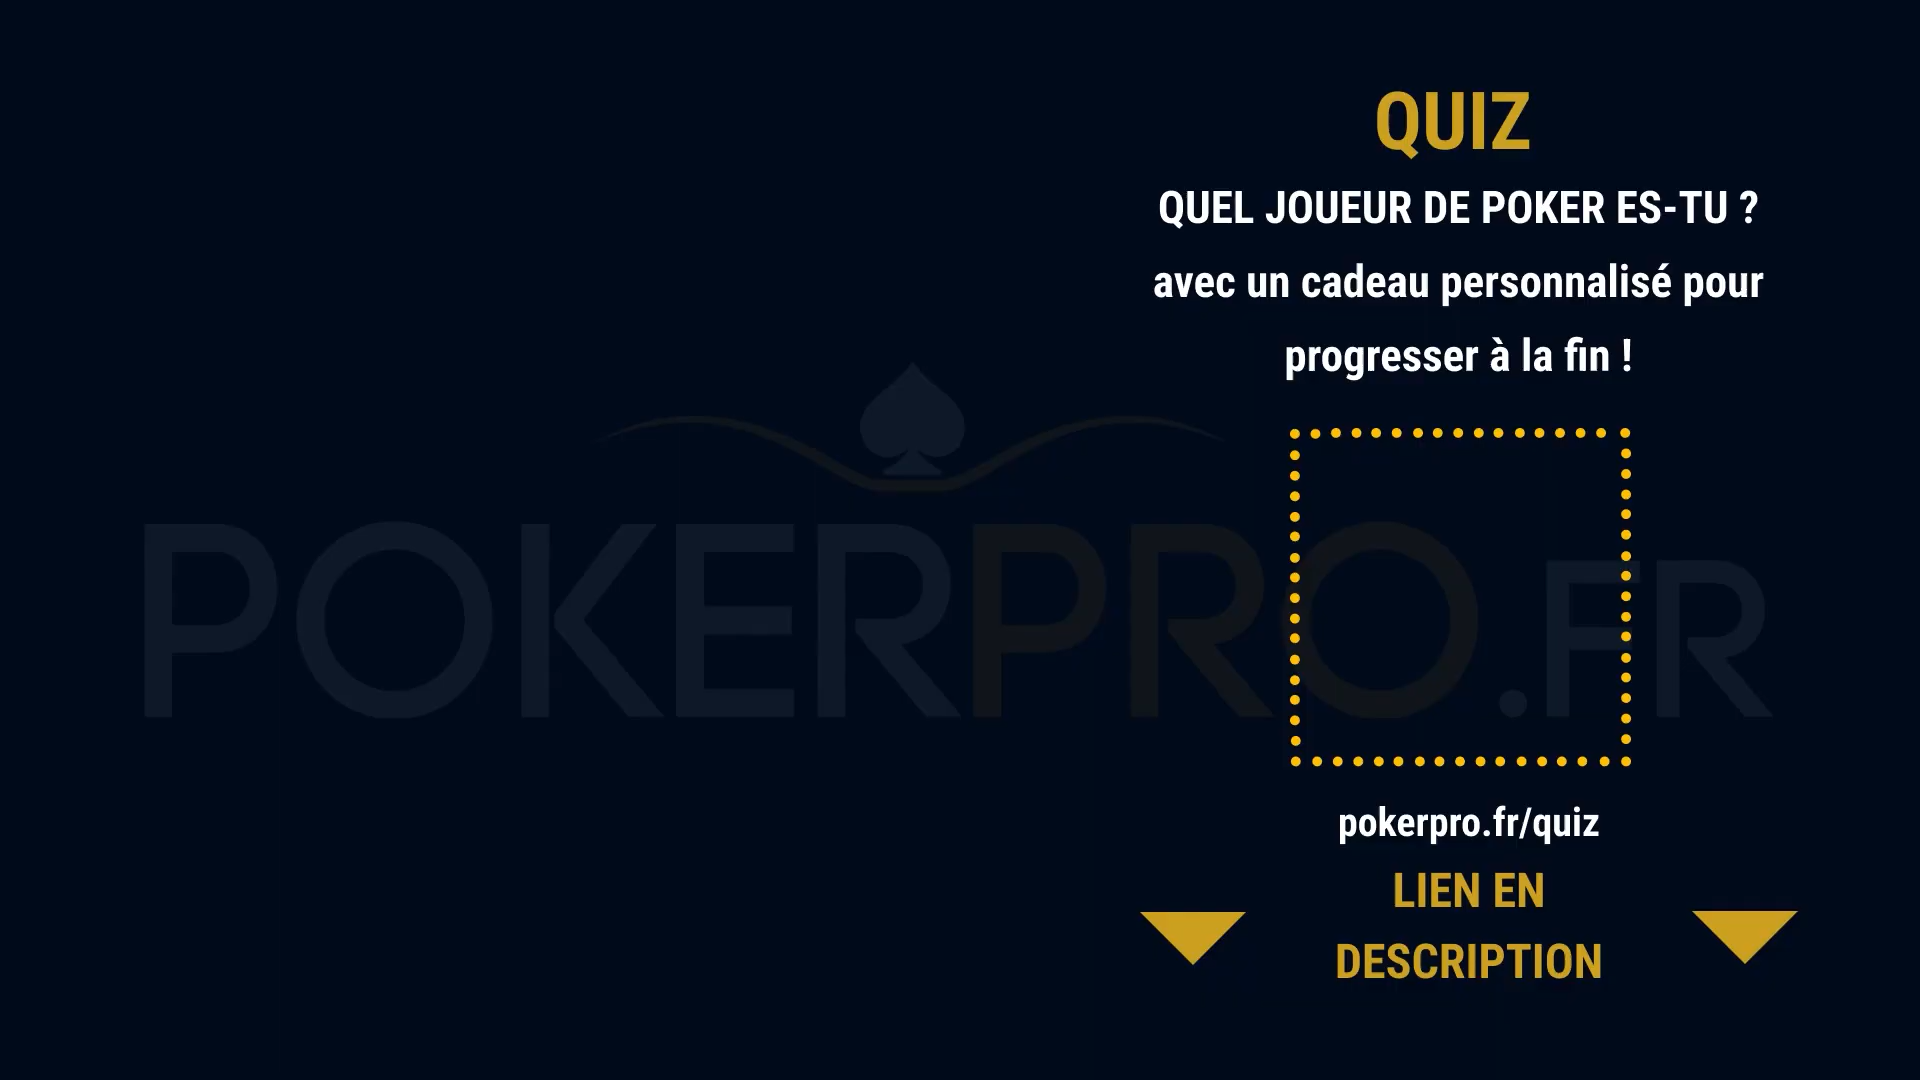 QUIZ
QUEL JOUEUR DE POKER ES-TU ?
avec un cadeau personnalisé pour
progresser à la fin !
POKERPRO.FR
pokerpro.fr/quiz
LIEN EN
DESCRIPTION